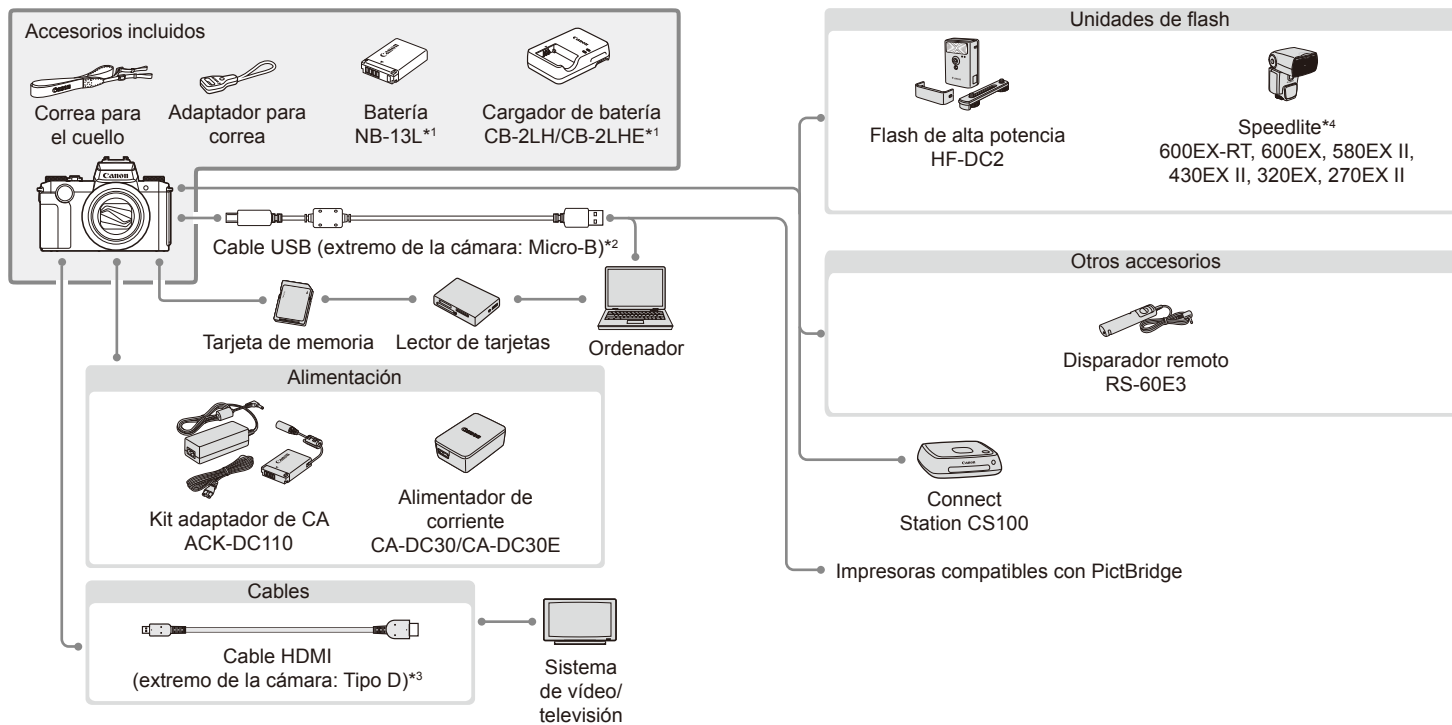 Accesorios incluidos
Correa para
el cuello
Adaptador para
correa
Batería
NB-13L*1
Cargador de batería
CB-2LH/CB-2LHE*1
Canon
Cable USB (extremo de la cámara: Micro-B)*2
Tarjeta de memoria
Lector de tarjetas
Ordenador
Alimentación
Kit adaptador de CA
ACK-DC110
Alimentador de
corriente
CA-DC30/CA-DC30E
Cables
Cable HDMI
(extremo de la cámara: Tipo D)*3
Sistema
de vídeo/
televisión
Unidades de flash
Flash de alta potencia
HF-DC2
Speedlite*4
600EX-RT, 600EX, 580EX II,
430EX II, 320EX, 270EX II
Otros accesorios
Disparador remoto
RS-60E3
Canon
Connect
Station CS100
Impresoras compatibles con PictBridge